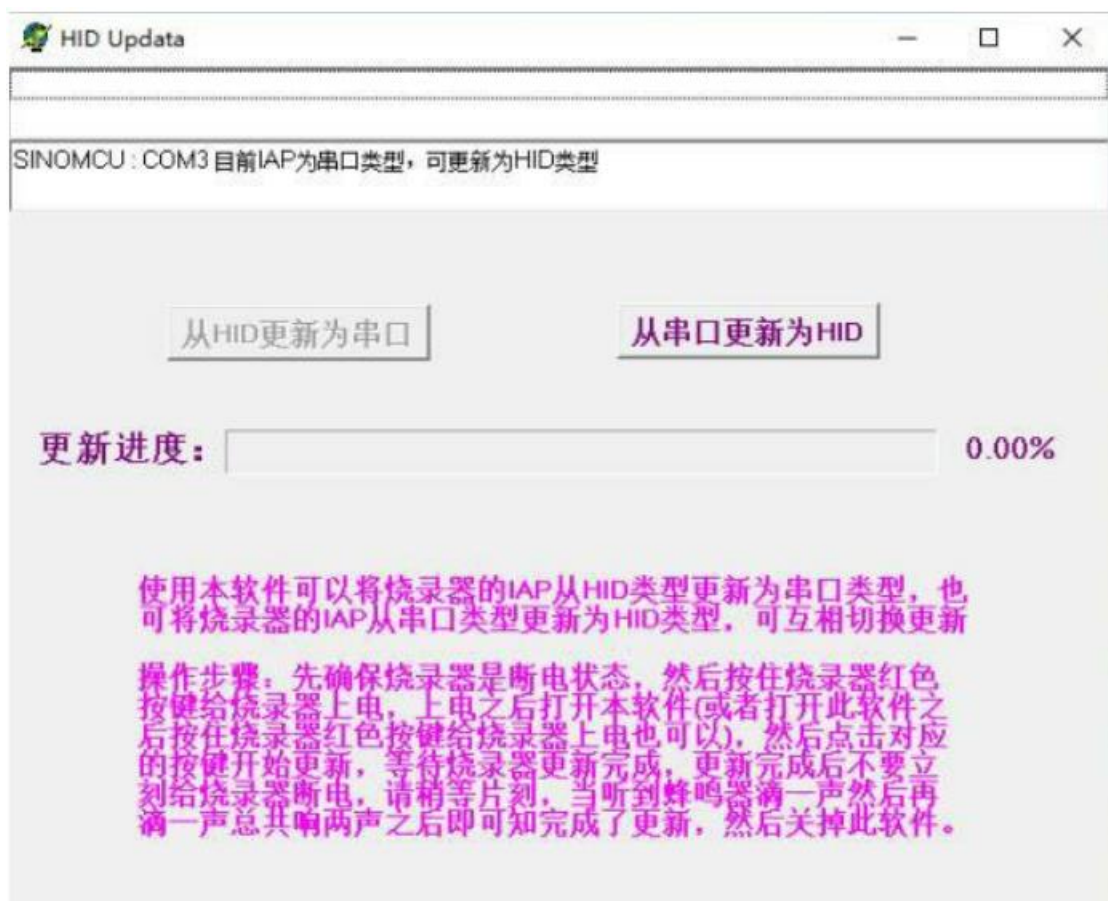 HID Updata
SINOMCU : COM3 目前IAP为串口类型，可更新为HID类型
从HID更新为串口
从串口更新为HID
更新进度：
0.00%
使用本软件可以将烧录器的IAP从HID类型更新为串口类型，也
可将烧录器的IAP从串口类型更新为HID类型，可互相切换更新
操作步骤：先确保烧录器是断电状态，然后按住烧录器红色
按键给烧录器上电，上电之后打开本软件(或者打开此软件之
后按住烧录器红色按键给烧录器上电也可以)，然后点击对应
的按键开始更新，等待烧录器更新完成，更新完成后不要立
刻给烧录器断电，请稍等片刻，当听到蜂鸣器滴一声然后再
滴一声总共响两声之后即可知完成了更新，然后关掉此软件。